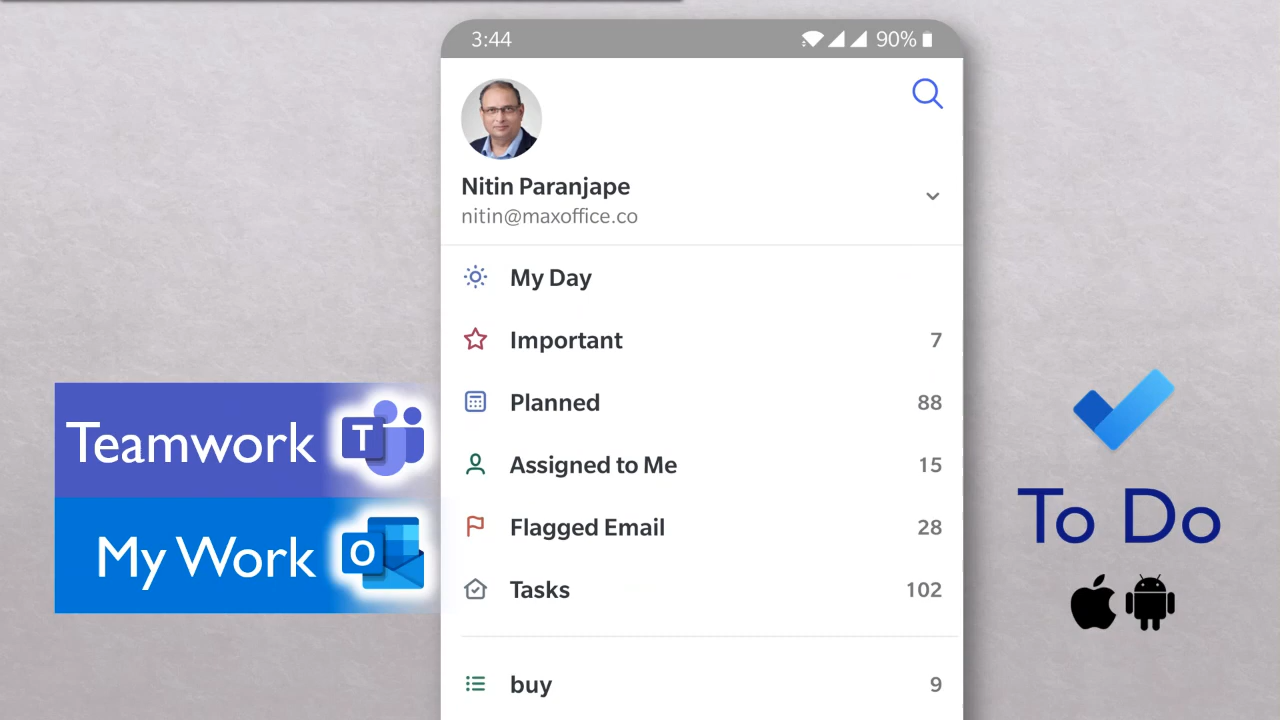 3:44
90%
Nitin Paranjape
nitin@maxoffice.co
My Day
Important 7
Planned 88
Assigned to Me 15
Flagged Email 28
Tasks 102
buy 9
Teamwork T
My Work O
To Do